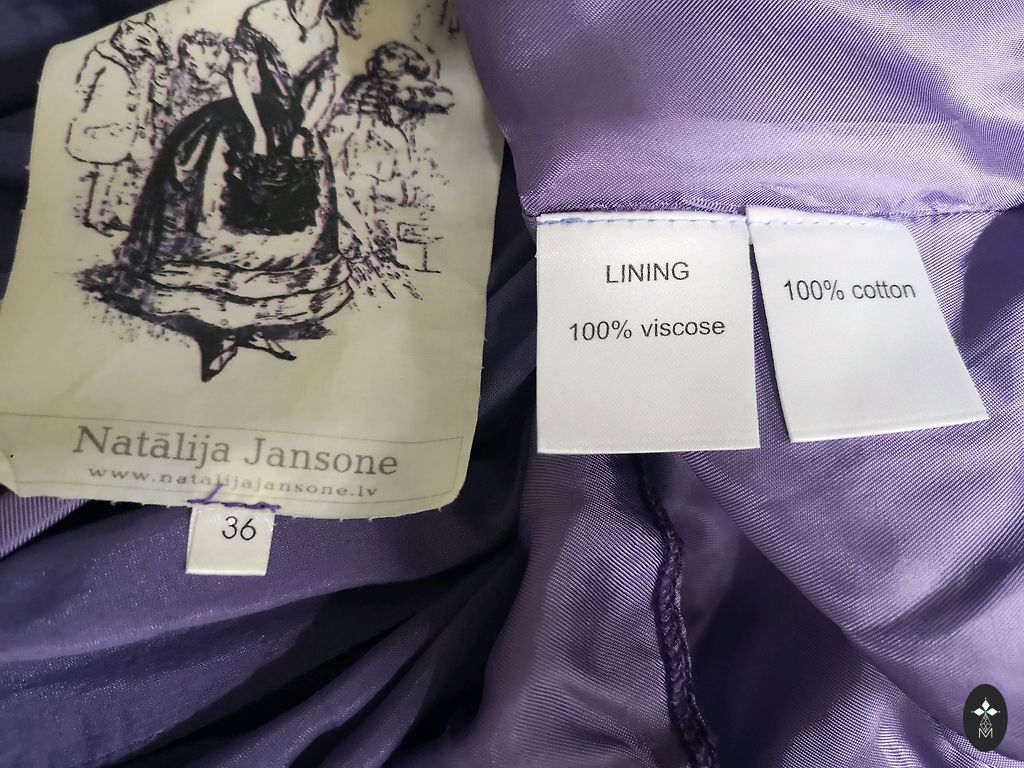 Natālija Jansone
www.natalijajansone.lv
36
LINING
100% viscose
100% cotton
M